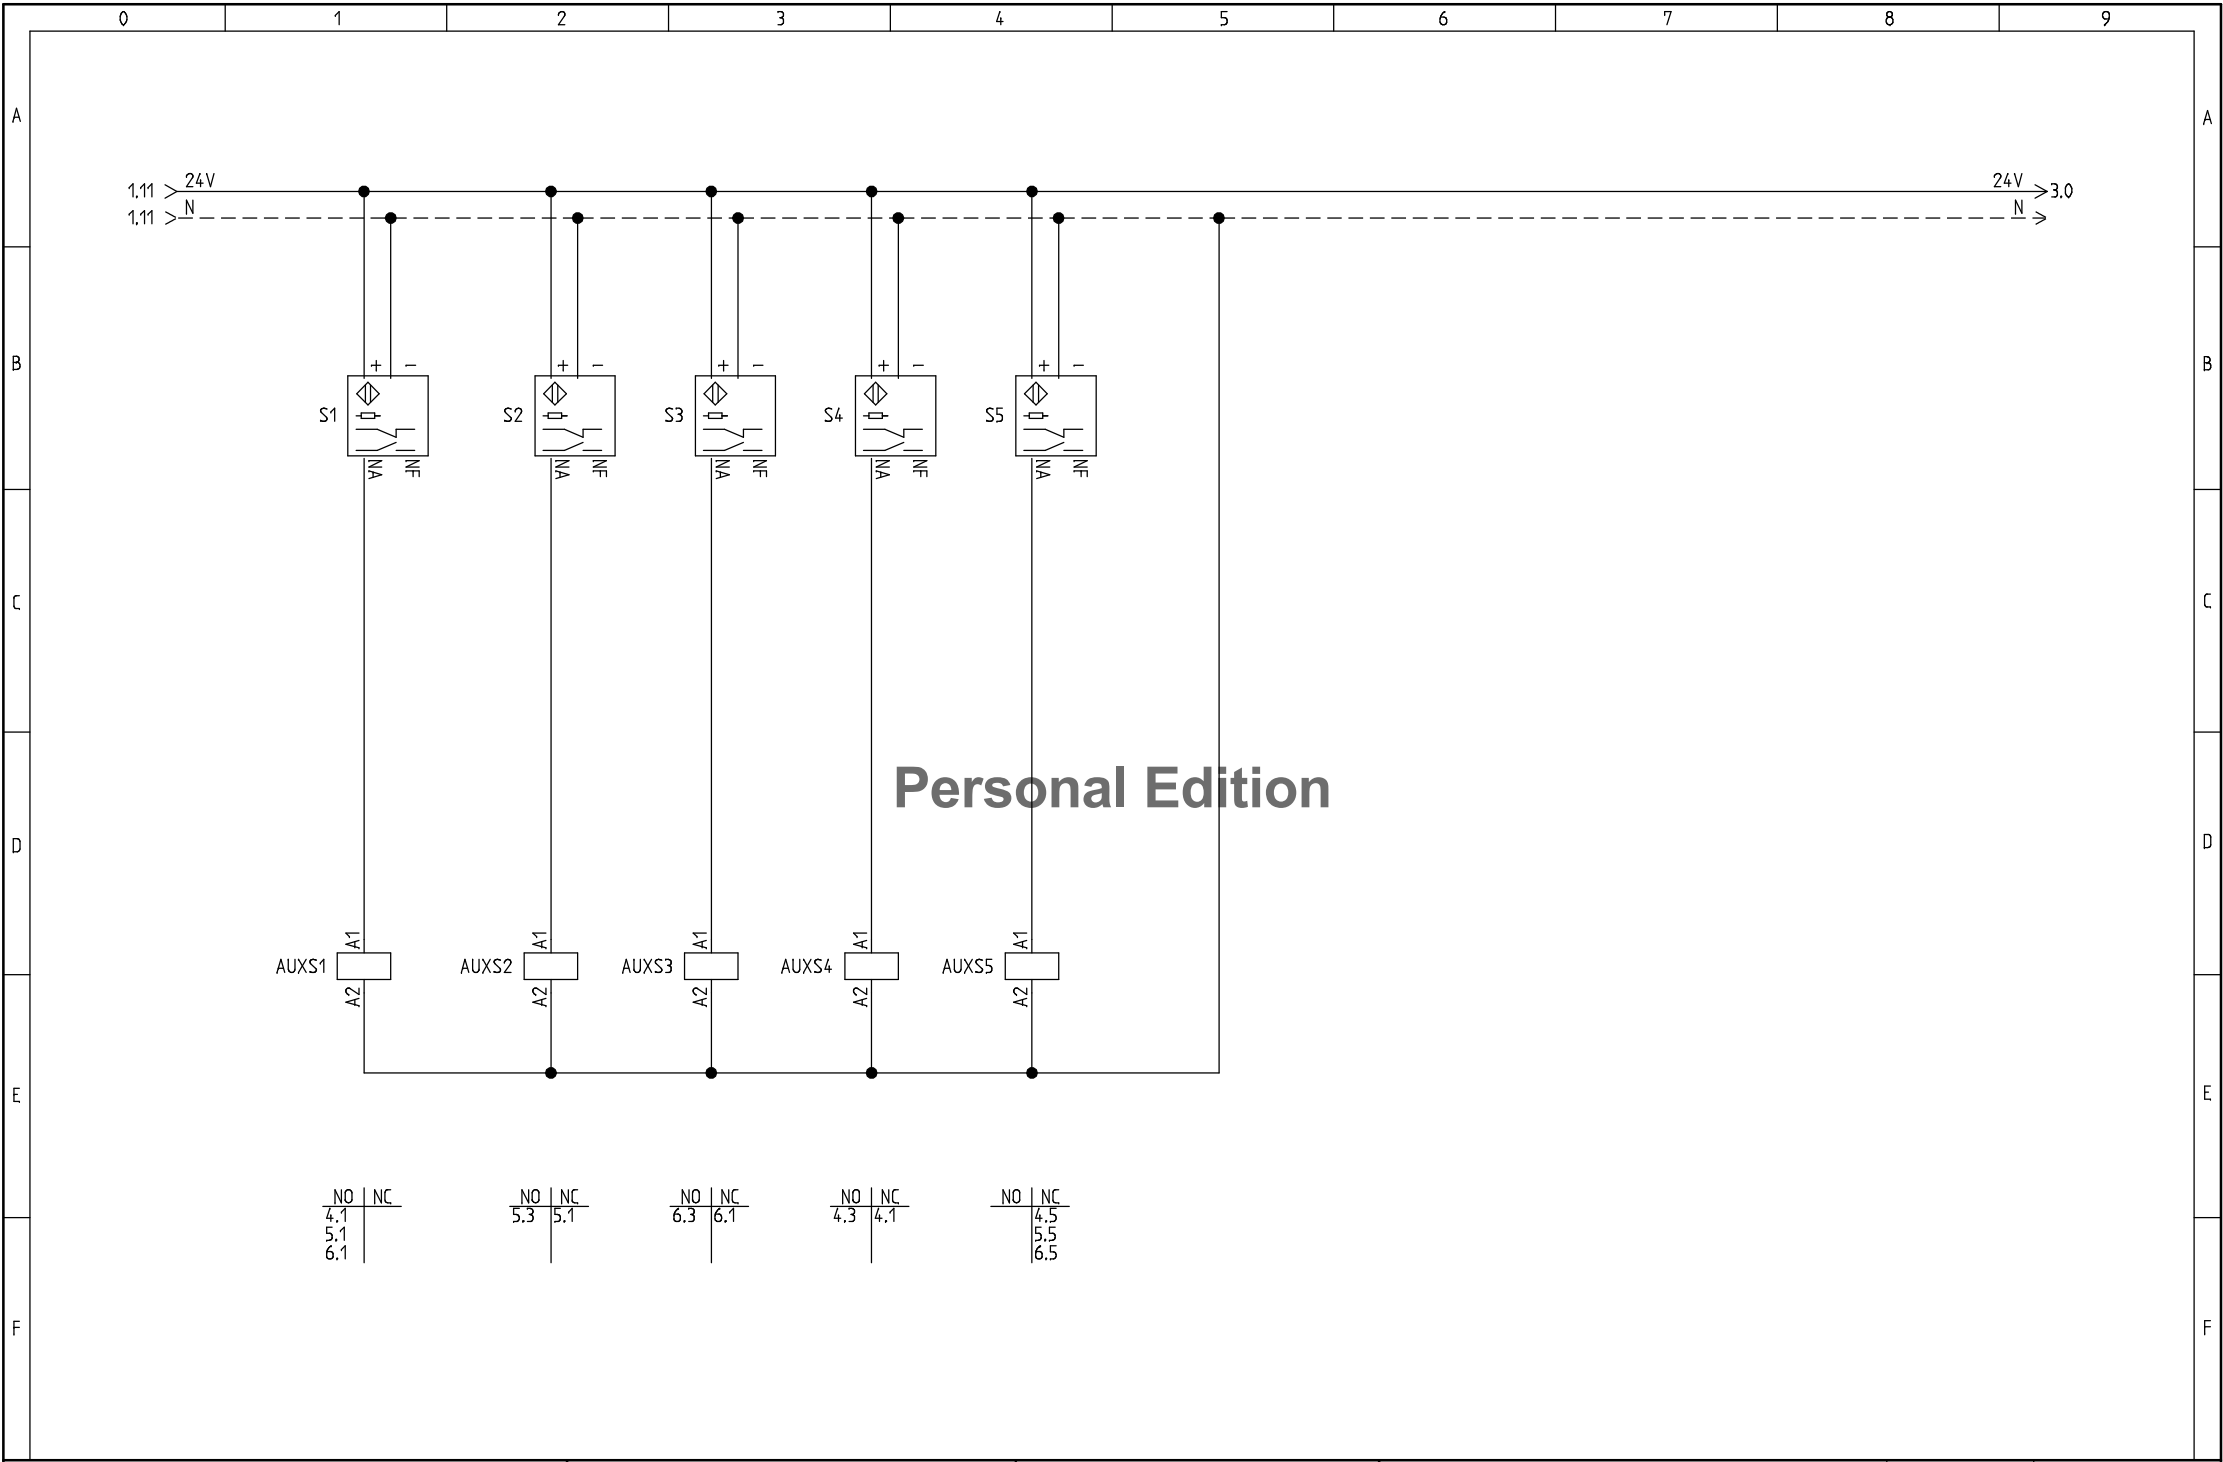 0 1 2 3 4 5 6 7 8 9
A A
1.11 24V 24V 3.0
1.11 N N
B B
+ − + − + − + − + −
S1 S2 S3 S4 S5
NA NF NA NF NA NF NA NF NA NF
C C
Personal Edition
D D
A1 A1 A1 A1 A1
AUXS1 AUXS2 AUXS3 AUXS4 AUXS5
A2 A2 A2 A2 A2
E E
NO NC NO NC NO NC NO NC NO NC
4.1 5.3 5.1 6.3 6.1 4.3 4.1 4.5
5.1 5.5
6.1 6.5
F F